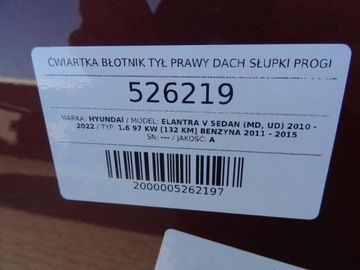 ĆWIARTKA BŁOTNIK TYŁ PRAWY DACH SŁUPKI PROGI
526219
MARKA: HYUNDAI / MODEL: ELANTRA V SEDAN (MD, UD) 2010 -
2022 / TYP: 1.6 97 KW [132 KM] BENZYNA 2011 - 2015
SN: --- / JAKOŚĆ: A
2000005262197